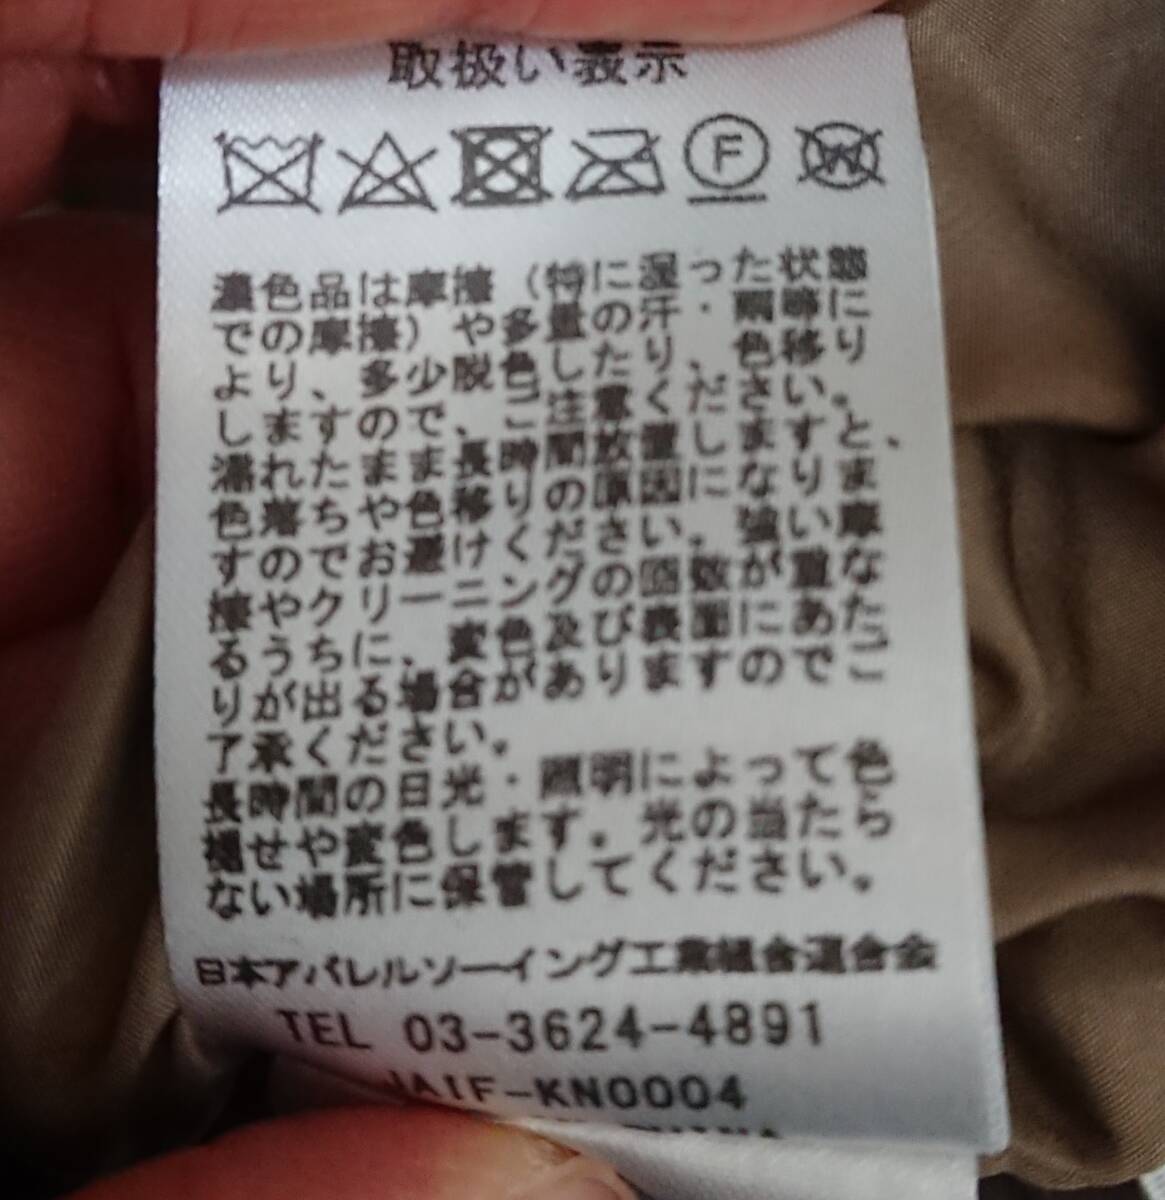 取扱い表示
F
W
濃色品は摩擦(特に湿った状態
での摩擦)や多量の汗・雨時に
より、多少脱色したり、色移り
しますので、ご注意ください。
濡れたまま長時間放置しますと、
色落ちや色移りの原因になりま
すのでお避けください。強い摩
擦やクリーニングの回数が重な
るうちに、変色及び表面にあた
りが出る場合がありますのでご
了承ください。
長時間の日光・照明によって色
褪せや変色します。光の当たら
ない場所に保管してください。
日本アパレルソーイング工業組合連合会
TEL 03-3624-4891
JAIF-KN0004